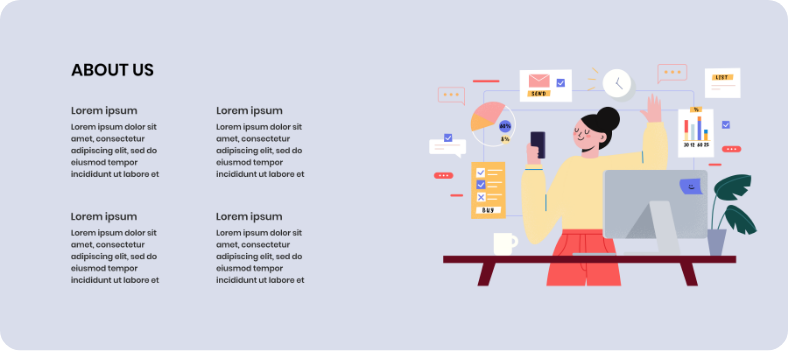 ABOUT US
Lorem ipsum
Lorem ipsum dolor sit
amet, consectetur
adipiscing elit, sed do
eiusmod tempor
incididunt ut labore et
Lorem ipsum
Lorem ipsum dolor sit
amet, consectetur
adipiscing elit, sed do
eiusmod tempor
incididunt ut labore et
Lorem ipsum
Lorem ipsum dolor sit
amet, consectetur
adipiscing elit, sed do
eiusmod tempor
incididunt ut labore et
Lorem ipsum
Lorem ipsum dolor sit
amet, consectetur
adipiscing elit, sed do
eiusmod tempor
incididunt ut labore et
SEND
LIST
%
BUY